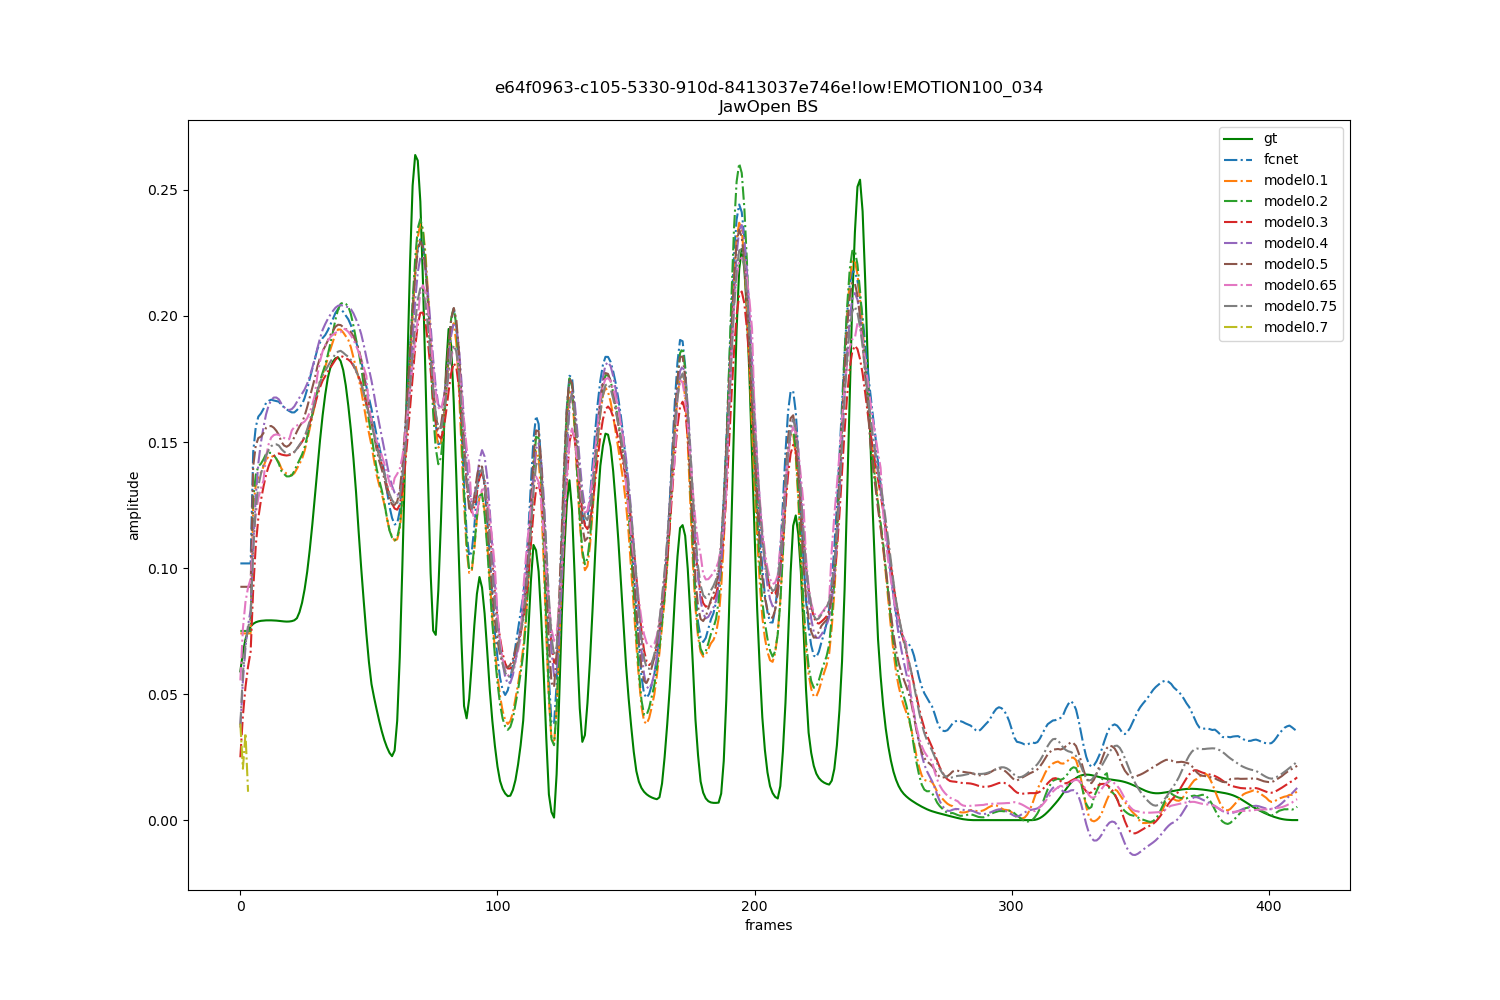 e64f0963-c105-5330-910d-8413037e746e!low!EMOTION100_034
JawOpen BS
gt
fcnet
model0.1
model0.2
model0.3
model0.4
model0.5
model0.65
model0.75
model0.7
amplitude
0.25
0.20
0.15
0.10
0.05
0.00
0
100
200
300
400
frames